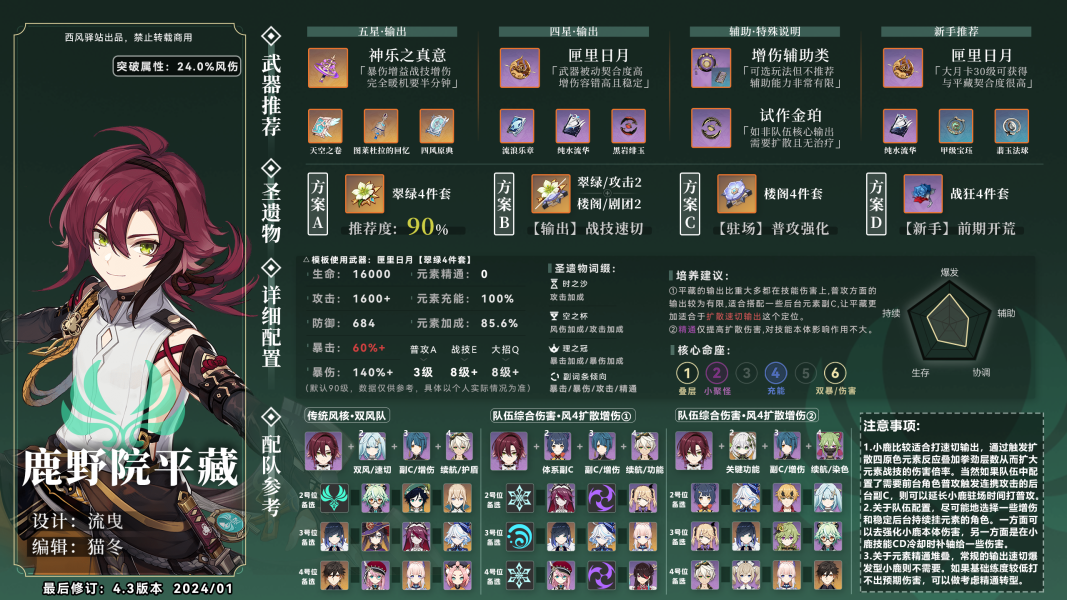 西风驿站出品，禁止转载商用
突破属性：24.0%风伤
鹿野院平藏
设计：流曳
编辑：猫冬
最后修订：4.3版本 2024/01
武器推荐
五星·输出
神乐之真意
「暴伤增益战技增伤
完全暖机要半分钟」
天空之卷 图莱杜拉的回忆 四风原典
四星·输出
匣里日月
「武器被动契合度高
增伤容错高且稳定」
流浪乐章 纯水流华 黑岩绯玉
辅助·特殊说明
增伤辅助类
「可选玩法但不推荐
辅助能力非常有限」
试作金珀
「如非队伍核心输出
需要扩散且无治疗」
新手推荐
匣里日月
「大月卡30级可获得
与平藏契合度很高」
纯水流华 甲级宝珏 翡玉法球
圣遗物
方案A
翠绿4件套
推荐度：90%
方案B
翠绿/攻击2
楼阁/剧团2
【输出】战技速切
方案C
楼阁4件套
【驻场】普攻强化
方案D
战狂4件套
【新手】前期开荒
详细配置
△模板使用武器：匣里日月【翠绿4件套】
生命：16000 元素精通：0
攻击：1600+ 元素充能：100%
防御：684 元素加成：85.6%
暴击：60%+ 普攻A 战技E 大招Q
暴伤：140%+ 3级 8级+ 8级+
（默认90级，数据仅供参考，具体以个人实际情况为准）
圣遗物词缀：
时之沙
攻击加成
空之杯
风伤加成/攻击加成
理之冠
暴击加成/暴伤加成
副词条倾向
暴击/暴伤/攻击/精通
培养建议：
①平藏的输出比重大多都在技能伤害上，普攻方面的
输出较为有限，适合搭配一些后台元素副C，让平藏更
加适合于扩散速切输出这个定位。
②精通仅提高扩散伤害，对技能本体影响作用不大。
核心命座：
1 2 3 4 5 6
叠层 小聚怪 充能 双暴/伤害
爆发
辅助
协调
生存
持续
配队参考
传统风核·双风队
2 3 4
双风/速切 副C/增伤 续航/护盾
2号位备选
3号位备选
4号位备选
队伍综合伤害·风4扩散增伤①
2 3 4
体系副C 副C/增伤 续航/功能
2号位备选
3号位备选
4号位备选
队伍综合伤害·风4扩散增伤②
2 3 4
关键功能 副C/增伤 续航/染色
2号位备选
3号位备选
4号位备选
注意事项：
1.小鹿比较适合打速切输出，通过触发扩
散四原色元素反应叠加拳劲层数从而扩大
元素战技的伤害倍率。当然如果队伍中配
置了需要前台角色普攻触发连携攻击的后
台副C，则可以延长小鹿驻场时间打普攻。
2.关于队伍配置，尽可能地选择一些增伤
和稳定后台持续挂元素的角色。一方面可
以去强化小鹿本体伤害，另一方面是在小
鹿技能CD冷却时补轴给一些伤害。
3.关于元素精通堆叠，常规的输出速切爆
发型小鹿则不需要。如果基础练度较低打
不出预期伤害，可以做考虑精通转型。